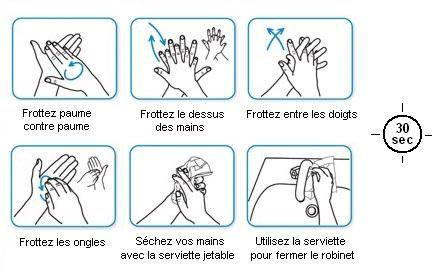 Frottez paume
contre paume
Frottez le dessus
des mains
Frottez entre les doigts
30
sec
Frottez les ongles
Séchez vos mains
avec la serviette jetable
Utilisez la serviette
pour fermer le robinet